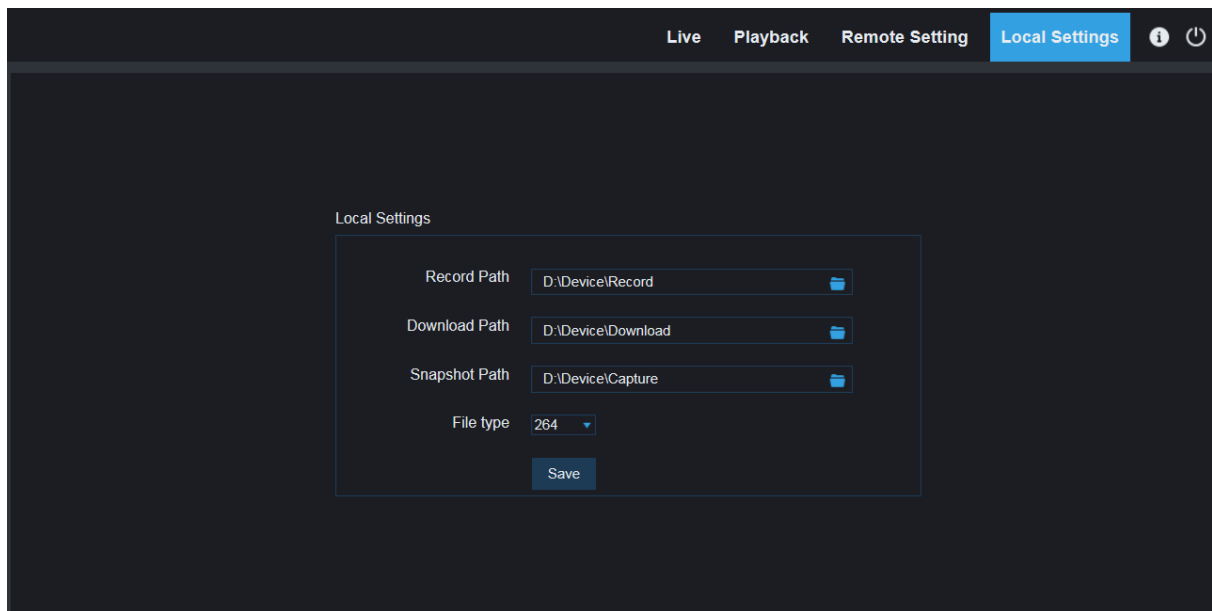 Live Playback Remote Setting Local Settings
Local Settings
Record Path D:\Device\Record
Download Path D:\Device\Download
Snapshot Path D:\Device\Capture
File type 264
Save